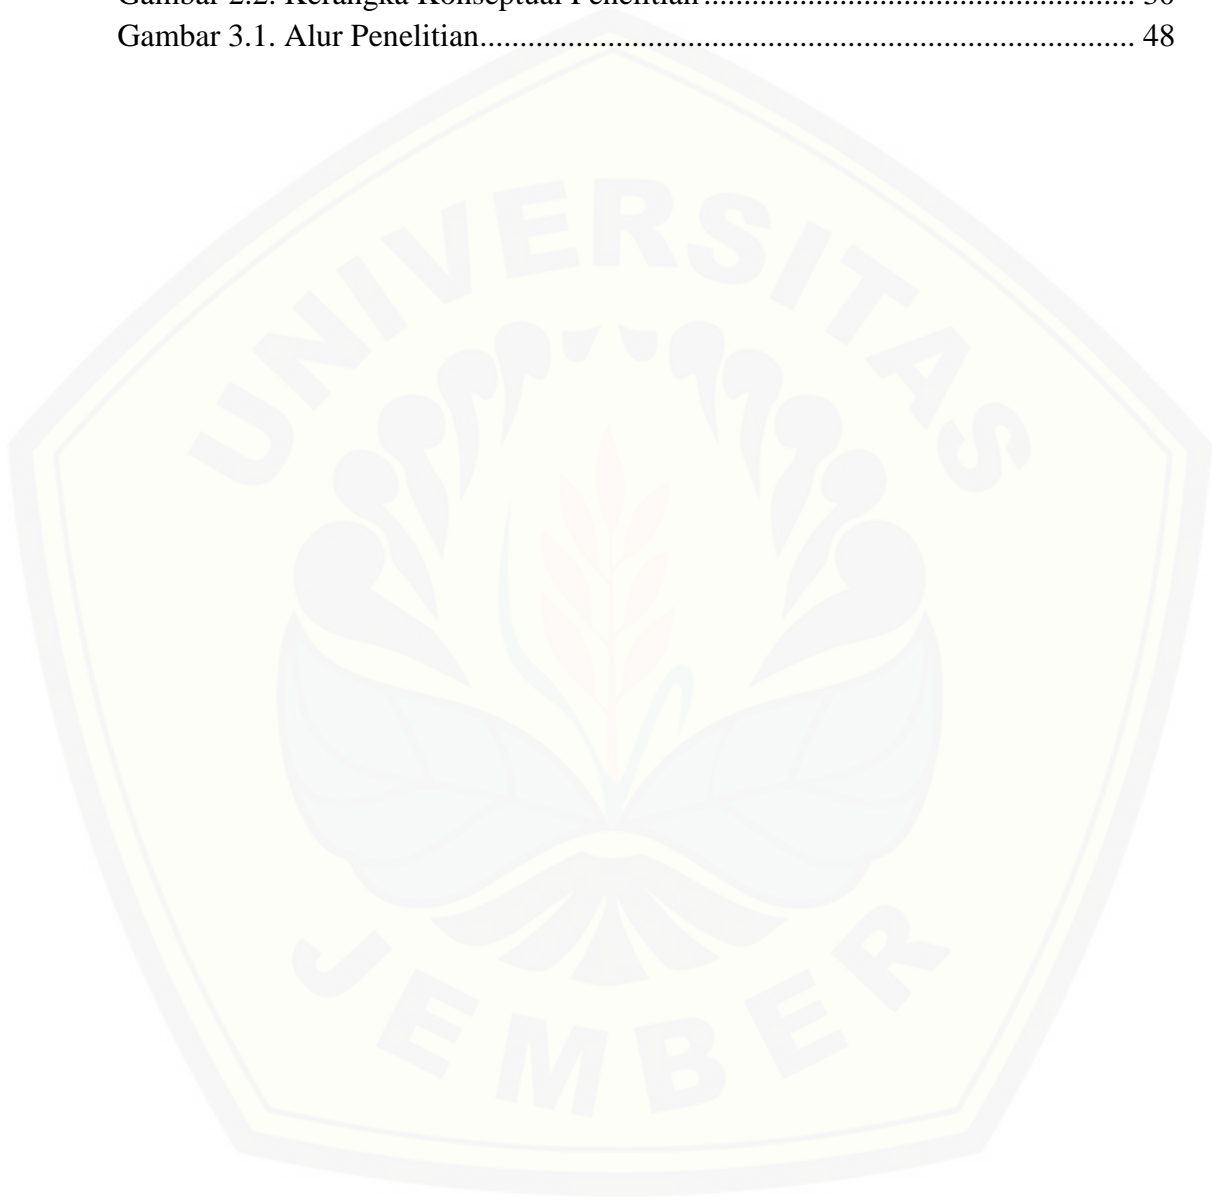 Gambar 2.2. Kerangka Konseptual Penelitian
Gambar 3.1. Alur Penelitian.................................................................................. 48
UNIVERSITAS
JEMBER